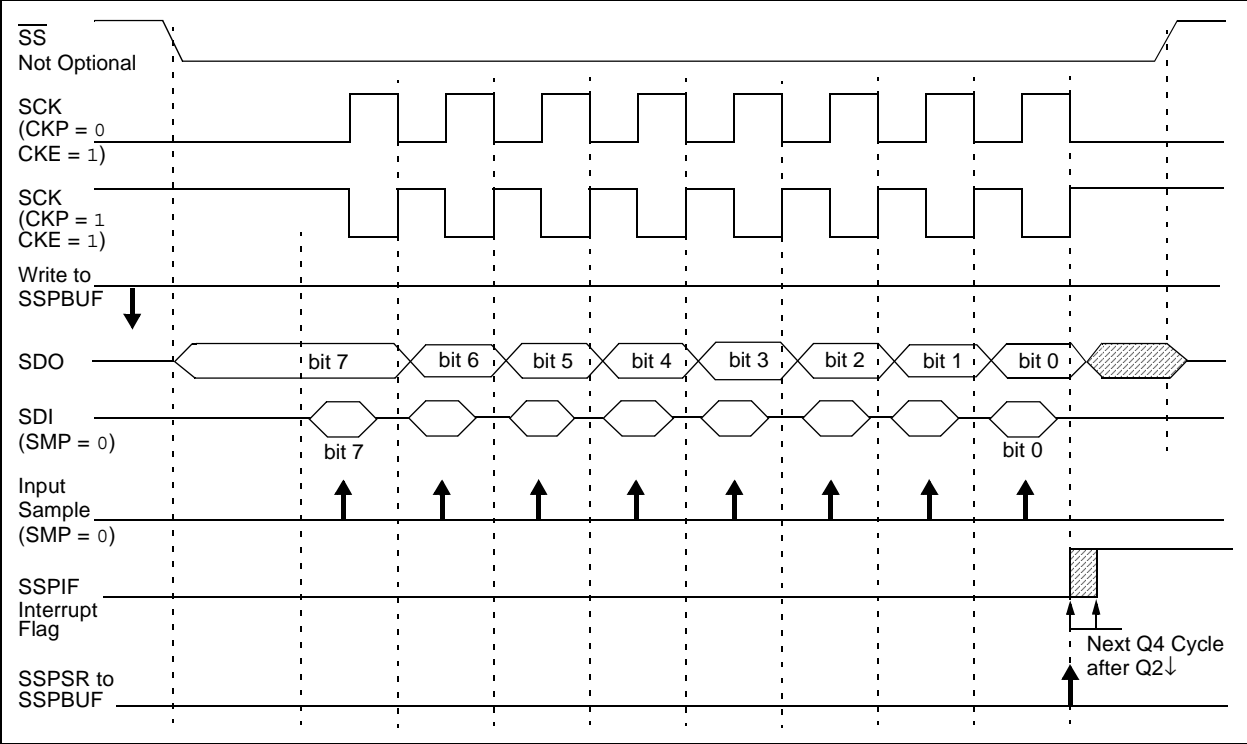 SS
Not Optional
SCK
(CKP = 0
CKE = 1)
SCK
(CKP = 1
CKE = 1)
Write to
SSPBUF
SDO
bit 7
bit 6
bit 5
bit 4
bit 3
bit 2
bit 1
bit 0
SDI
(SMP = 0)
bit 7
bit 0
Input
Sample
(SMP = 0)
SSPIF
Interrupt
Flag
Next Q4 Cycle
after Q2↓
SSPSR to
SSPBUF